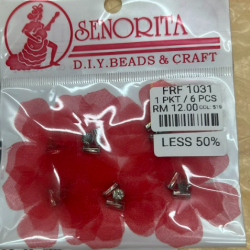 SENORITA
D.I.Y. BEADS & CRAFT
FRF 1031
1 PKT / 6 PCS
RM 12.00
LESS 50%